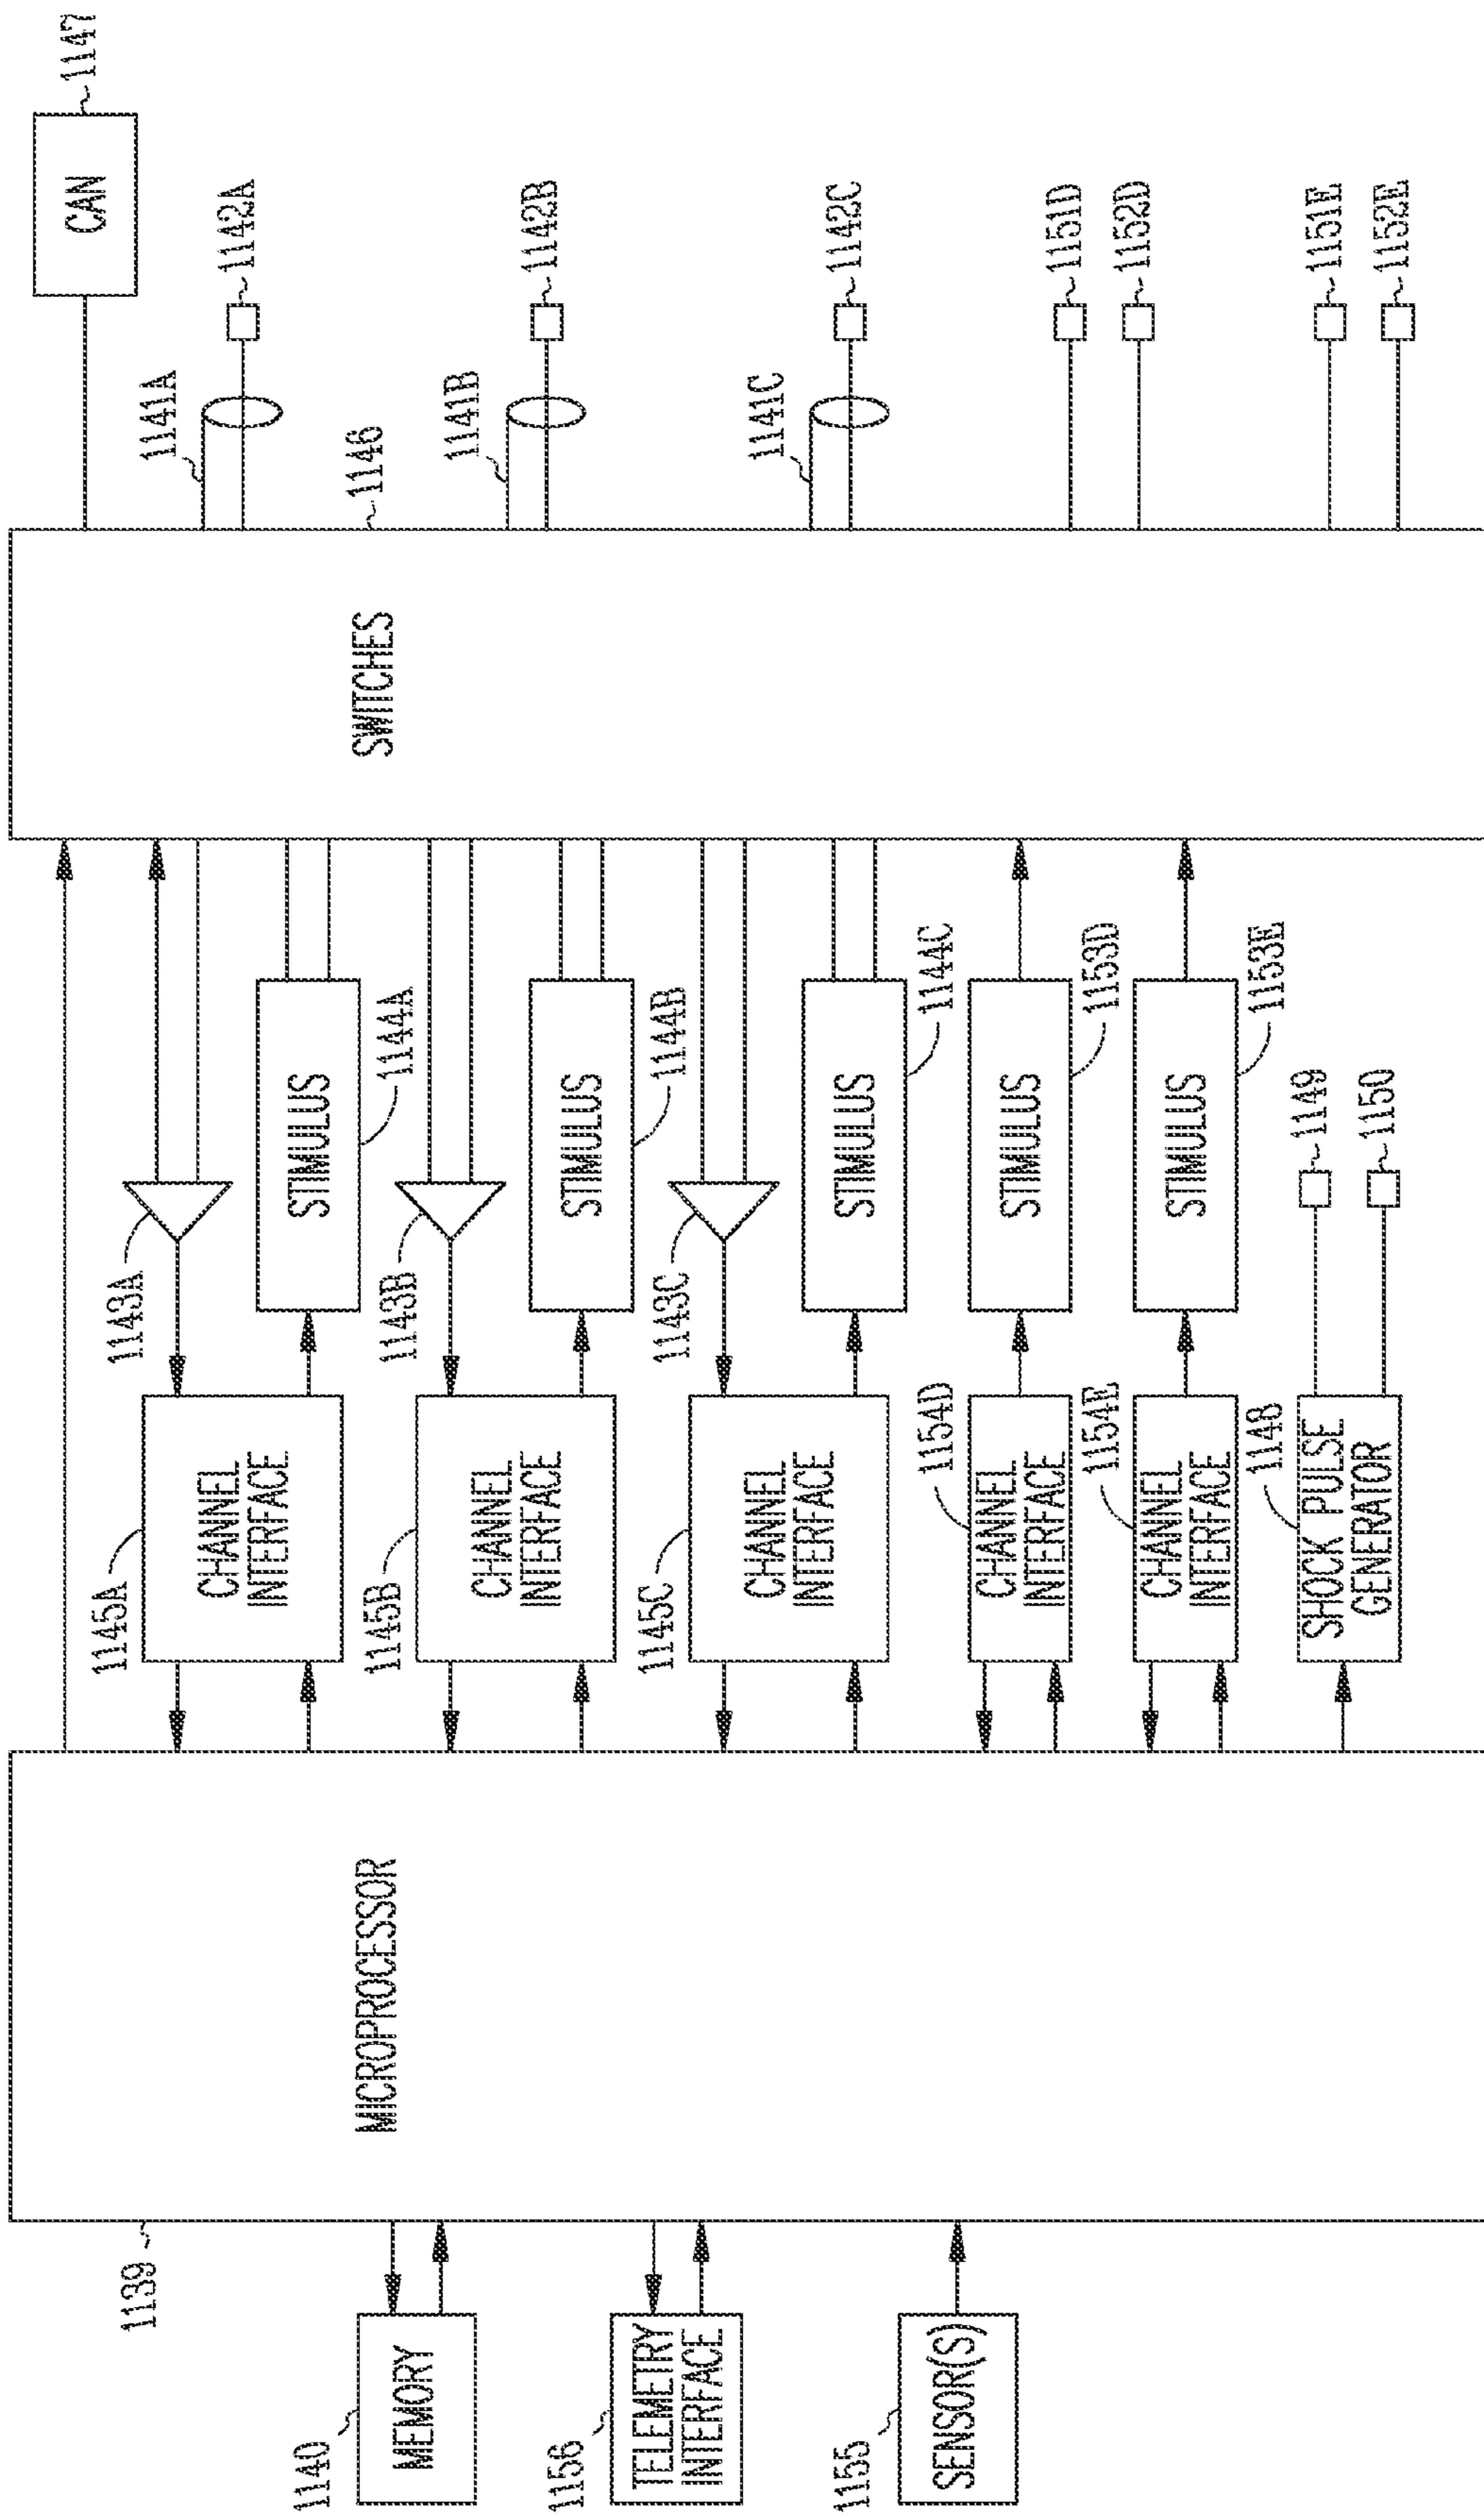 1139
MICROPROCESSOR
1140
MEMORY
1156
TELEMETRY
INTERFACE
1155
SENSOR(S)
1145A
CHANNEL
INTERFACE
1143A
STIMULUS
1144A
1145B
CHANNEL
INTERFACE
1143B
STIMULUS
1144B
1145C
CHANNEL
INTERFACE
1143C
STIMULUS
1144C
1154D
CHANNEL
INTERFACE
STIMULUS
1153D
1154E
CHANNEL
INTERFACE
STIMULUS
1153E
1148
SHOCK PULSE
GENERATOR
1149
1150
SWITCHES
1146
CAN
1147
1141A
1142A
1141B
1142B
1141C
1142C
1151D
1152D
1151E
1152E